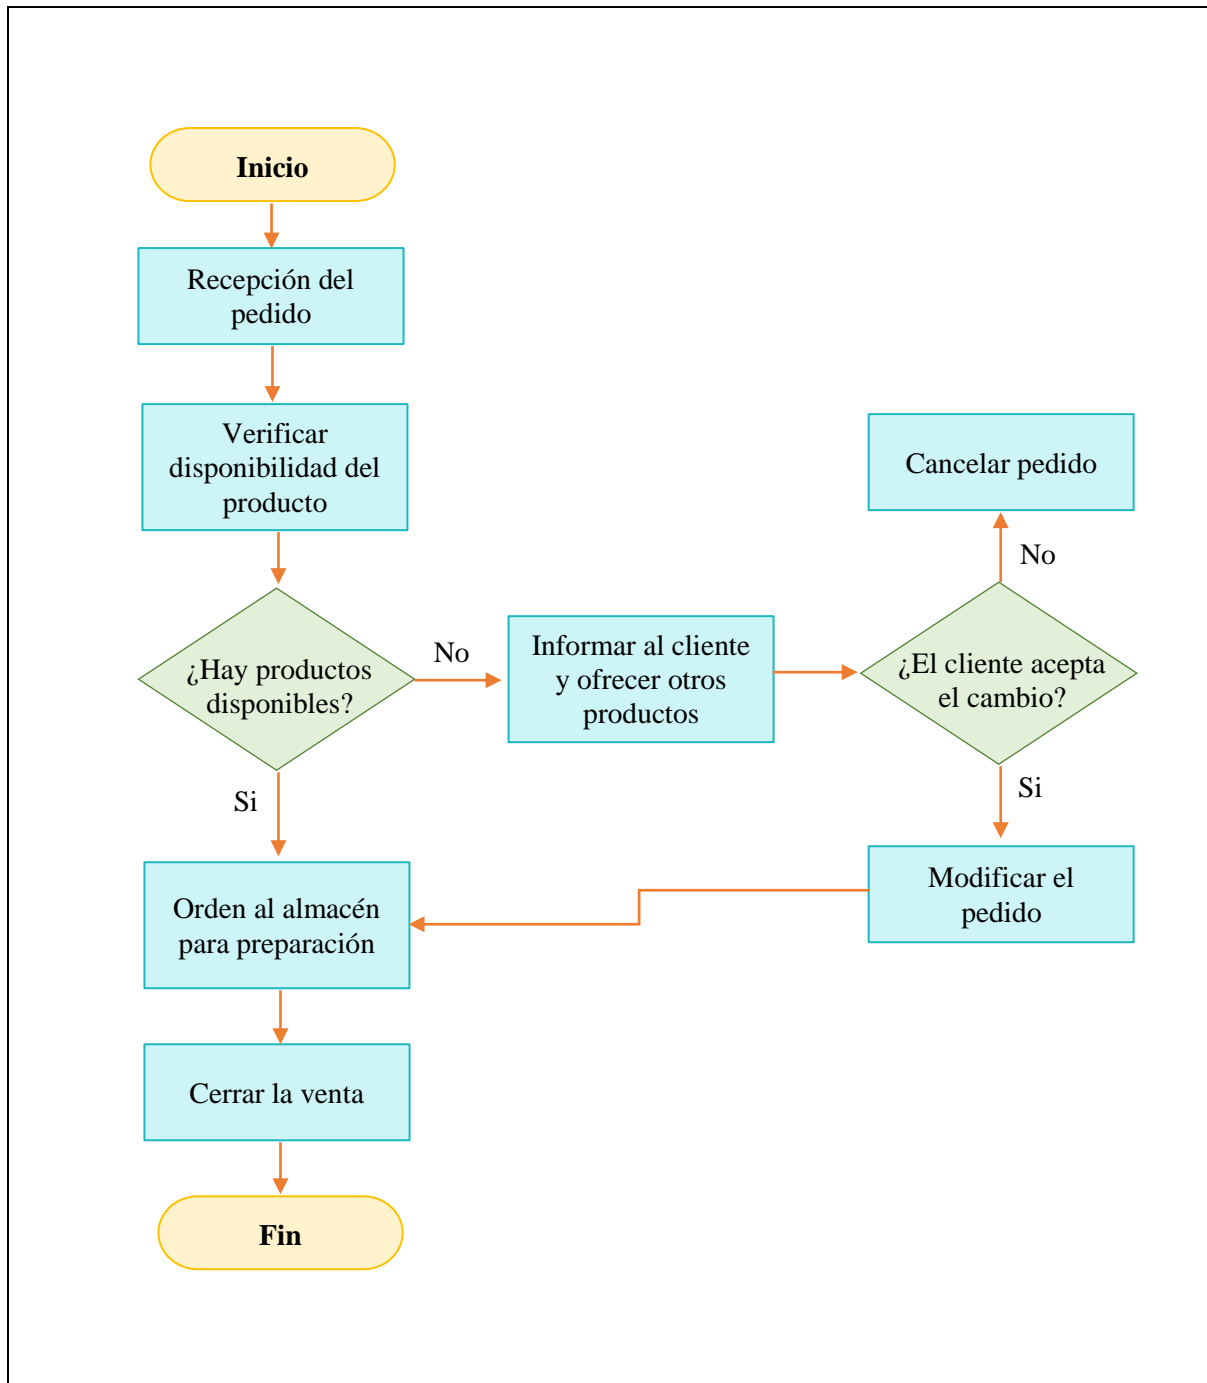 Inicio
Recepción del
pedido
Verificar
disponibilidad del
producto
Cancelar pedido
No
¿Hay productos
disponibles?
No
Informar al cliente
y ofrecer otros
productos
¿El cliente acepta
el cambio?
Si
Si
Orden al almacén
para preparación
Modificar el
pedido
Cerrar la venta
Fin